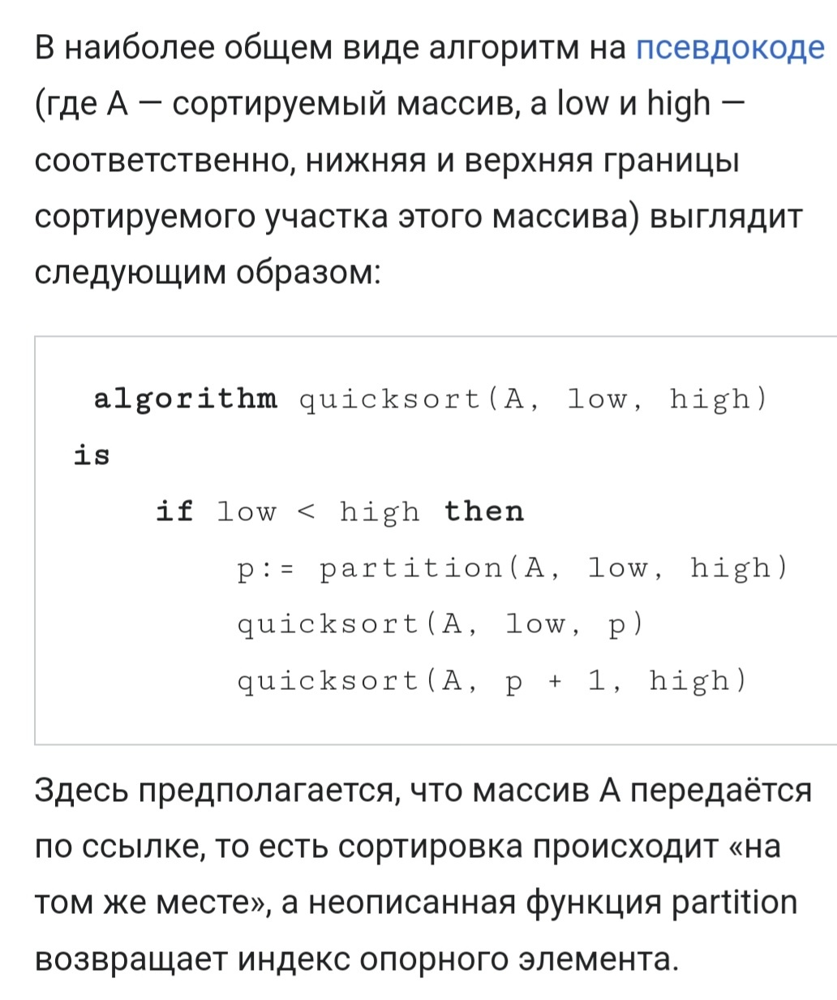 В наиболее общем виде алгоритм на псевдокоде
(где A — сортируемый массив, а low и high —
соответственно, нижняя и верхняя границы
сортируемого участка этого массива) выглядит
следующим образом:
algorithm quicksort(A, low, high)
is
if low < high then
p:= partition(A, low, high)
quicksort(A, low, p)
quicksort(A, p + 1, high)
Здесь предполагается, что массив A передаётся
по ссылке, то есть сортировка происходит «на
том же месте», а неописанная функция partition
возвращает индекс опорного элемента.